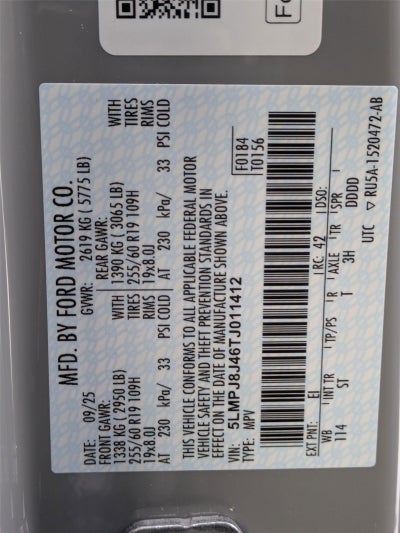 Fo
MFD. BY FORD MOTOR CO.
DATE: 09/25 GVWR: 2619 KG ( 5775 LB)
FRONT GAWR: REAR GAWR:
1338 KG ( 2950 LB) WITH 1390 KG ( 3065 LB) WITH
255/60 R19 109H TIRES 255/60 R19 109H TIRES
19x8.0J RIMS 19x8.0J RIMS
AT 230 kPa/ 33 PSI COLD AT 230 kPa/ 33 PSI COLD
THIS VEHICLE CONFORMS TO ALL APPLICABLE FEDERAL MOTOR
VEHICLE SAFETY AND THEFT PREVENTION STANDARDS IN
EFFECT ON THE DATE OF MANUFACTURE SHOWN ABOVE.
VIN: 5LMPJ8J46TJ011412 F0184
TYPE: MPV T0156
EXT PNT: EI RC: 42 DSO:
WB INT TR TP/PS R AXLE TR SPR
114 ST T 3H DDDD
UTC ▽ RU5A-1520472-AB